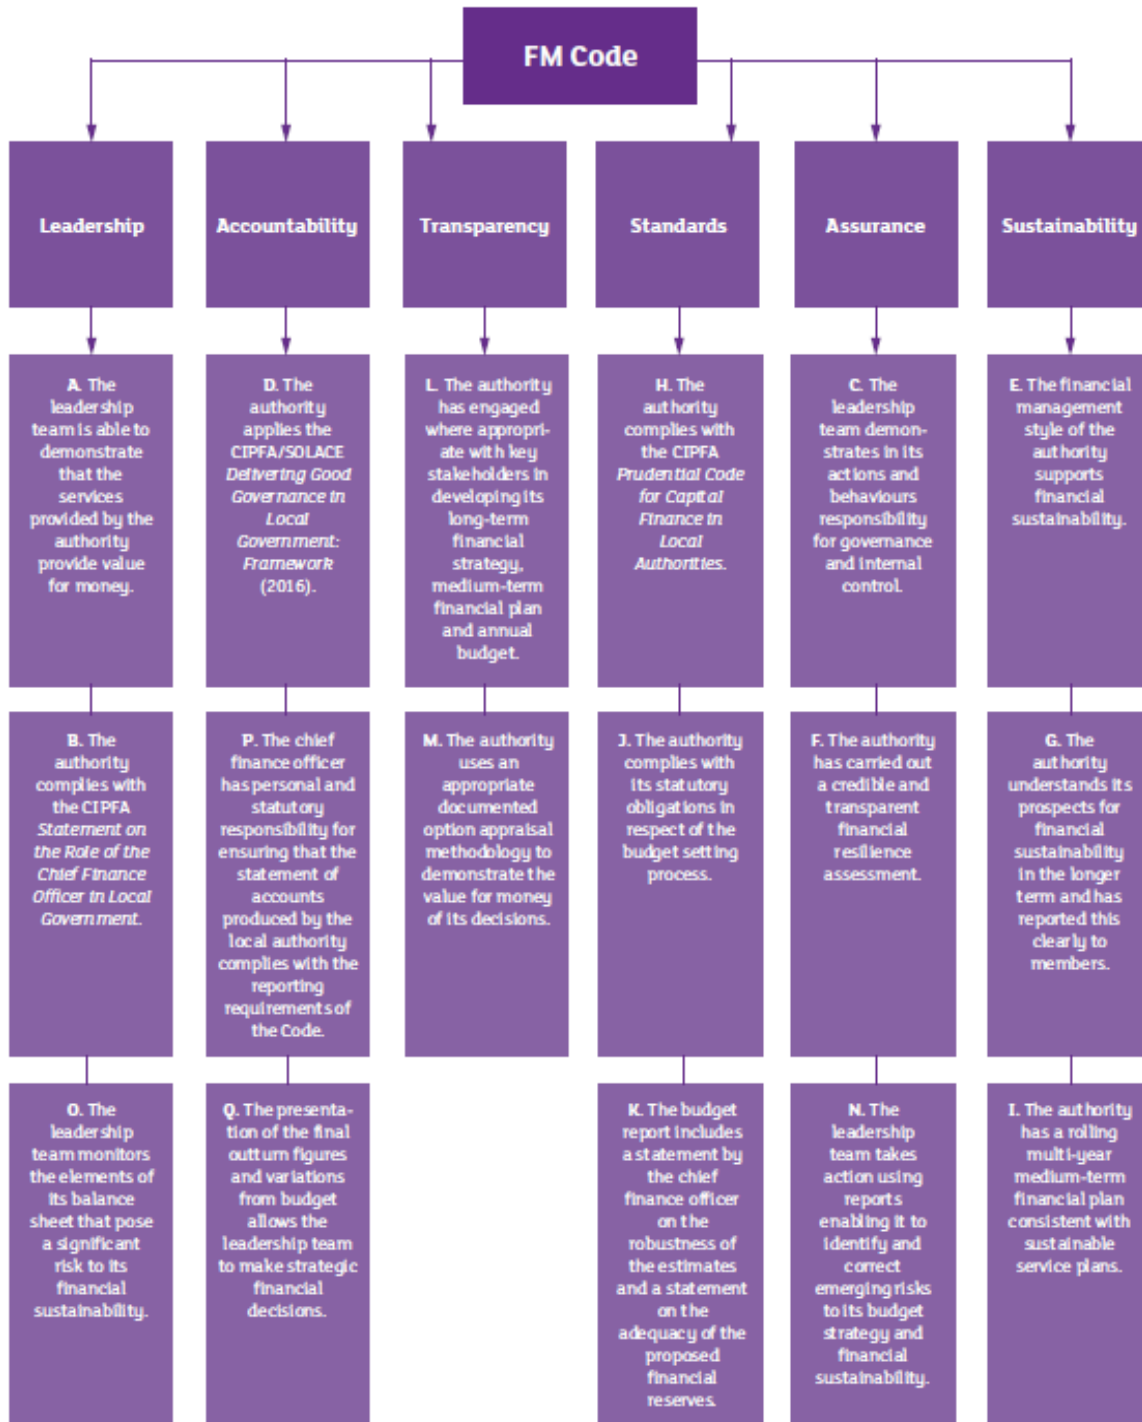 FM Code
Leadership
Accountability
Transparency
Standards
Assurance
Sustainability
A. The
leadership
team is able to
demonstrate
that the
services
provided by the
authority
provide value
for money.
D. The
authority
applies the
CIPFA/SOLACE
Delivering Good
Governance in
Local
Government:
Framework
(2016).
L. The authority
has engaged
where appropri-
ate with key
stakeholders in
developing its
long-term
financial
strategy,
medium-term
financial plan
and annual
budget.
H. The
authority
complies with
the CIPFA
Prudential Code
for Capital
Finance in
Local
Authorities.
C. The
leadership
team demon-
strates in its
actions and
behaviours
responsibility
for governance
and internal
control.
E. The financial
management
style of the
authority
supports
financial
sustainability.
B. The
authority
complies with
the CIPFA
Statement on
the Role of the
Chief Finance
Officer in Local
Government.
P. The chief
finance officer
has personal and
statutory
responsibility for
ensuring that the
statement of
accounts
produced by the
local authority
complies with the
reporting
requirements of
the Code.
M. The authority
uses an
appropriate
documented
option appraisal
methodology to
demonstrate the
value for money
of its decisions.
J. The authority
complies with
its statutory
obligations in
respect of the
budget setting
process.
F. The authority
has carried out
a credible and
transparent
financial
resilience
assessment.
G. The
authority
understands its
prospects for
financial
sustainability
in the longer
term and has
reported this
clearly to
members.
O. The
leadership
team monitors
the elements of
its balance
sheet that pose
a significant
risk to its
financial
sustainability.
Q. The presenta-
tion of the final
outturn figures
and variations
from budget
allows the
leadership team
to make strategic
financial
decisions.
K. The budget
report includes
a statement by
the chief
finance officer
on the
robustness of
the estimates
and a statement
on the
adequacy of the
proposed
financial
reserves.
N. The
leadership
team takes
action using
reports
enabling it to
identify and
correct
emerging risks
to its budget
strategy and
financial
sustainability.
I. The authority
has a rolling
multi-year
medium-term
financial plan
consistent with
sustainable
service plans.